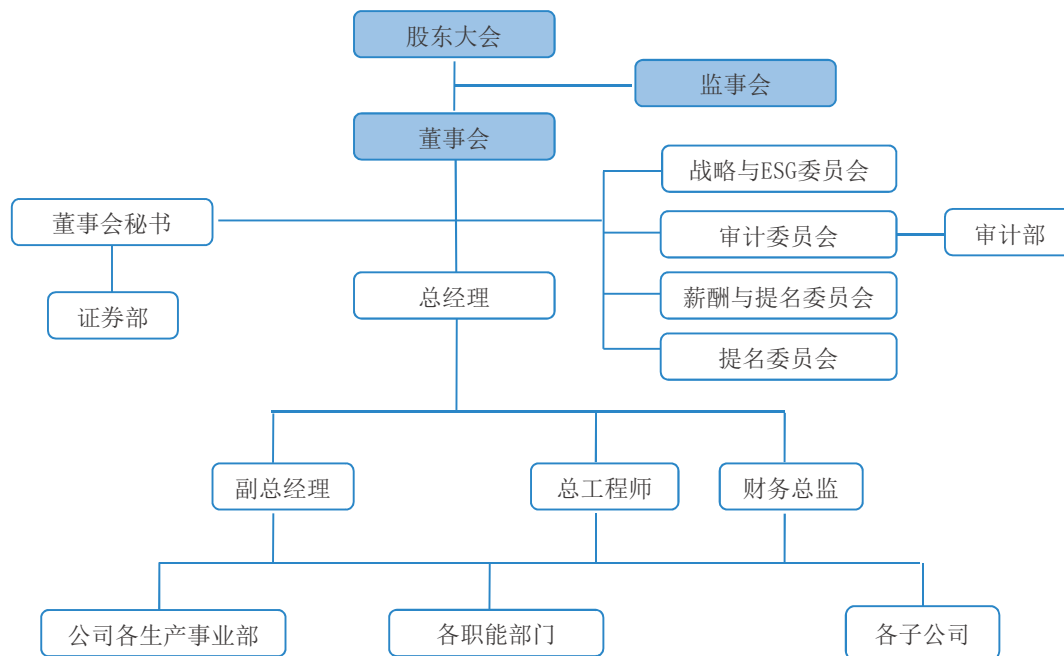 股东大会
监事会
董事会
战略与ESG委员会
董事会秘书
审计委员会
审计部
总经理
薪酬与提名委员会
证券部
提名委员会
副总经理
总工程师
财务总监
公司各生产事业部
各职能部门
各子公司